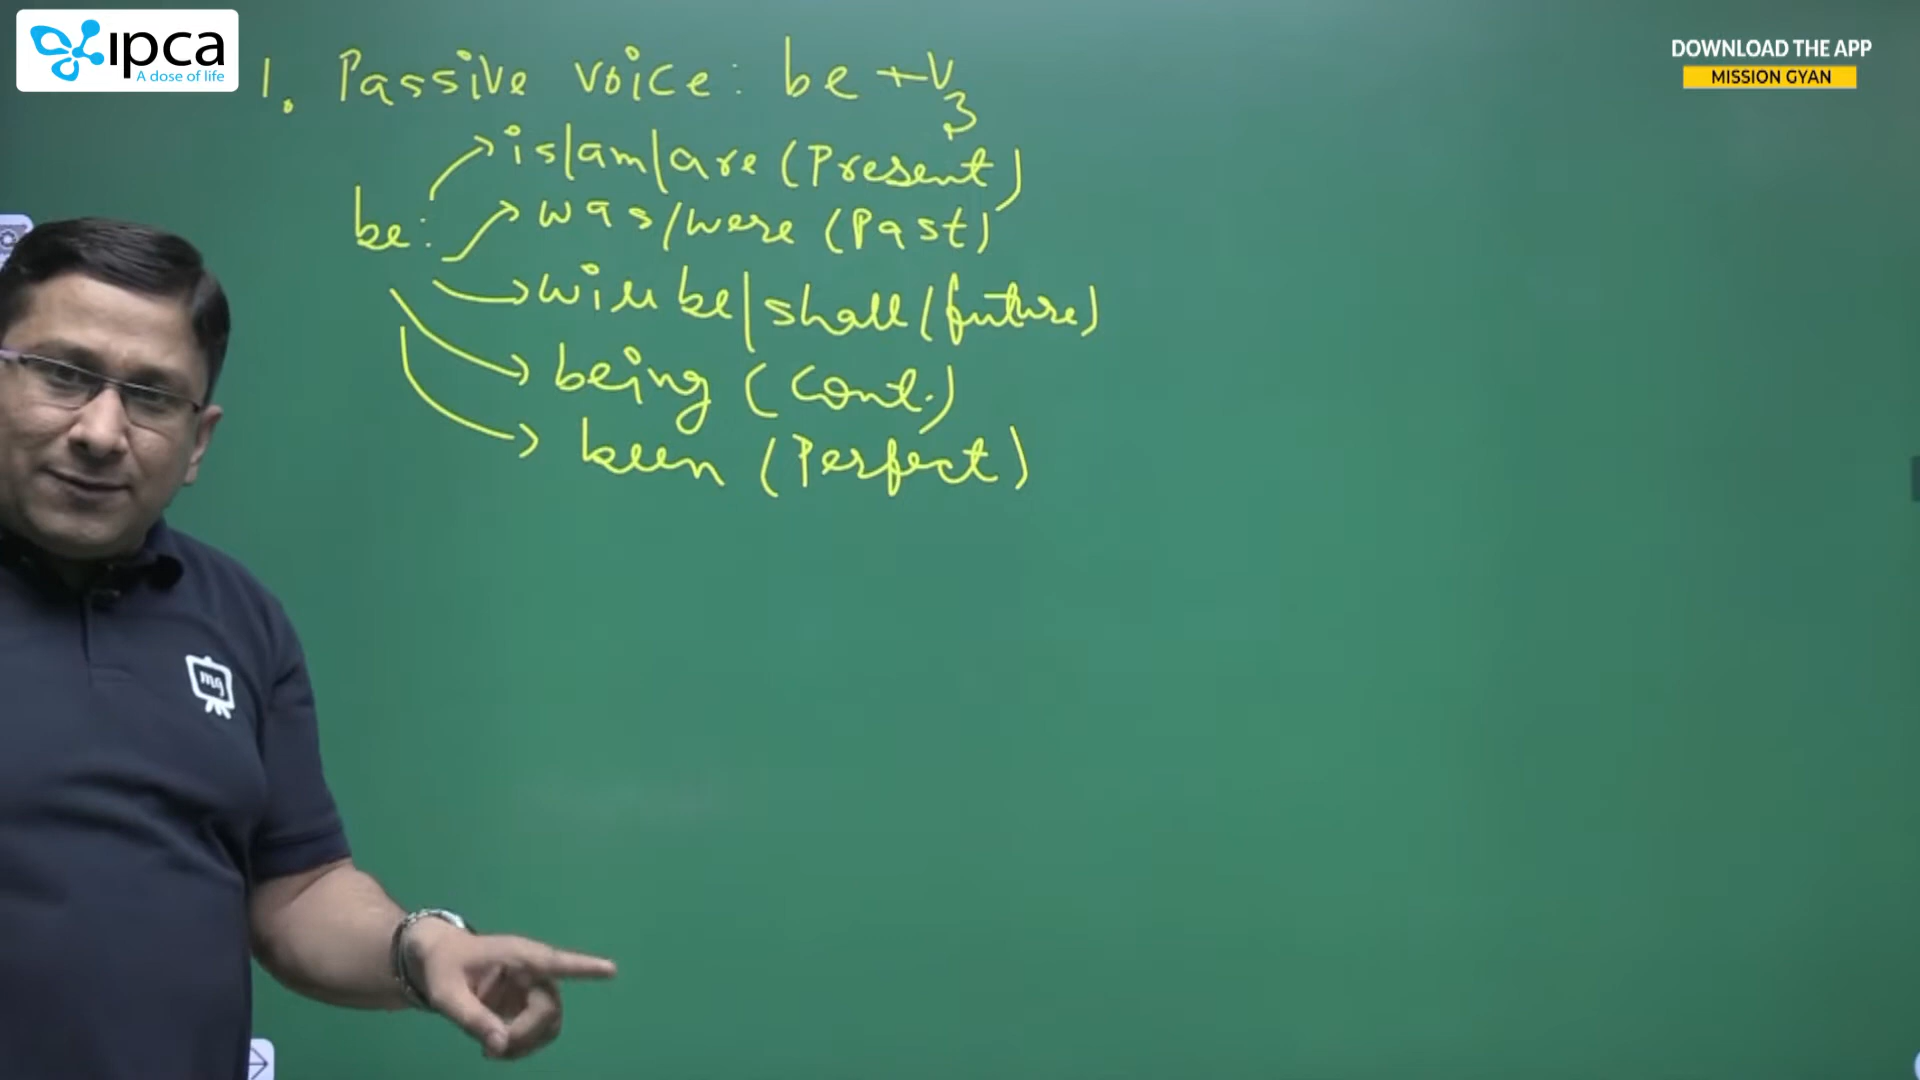 ipca
A dose of life
DOWNLOAD THE APP
MISSION GYAN
1. Passive voice: be + V3
be:
is/am/are (Present)
was/were (Past)
will be/shall (future)
being (Cont.)
been (Perfect)
mg